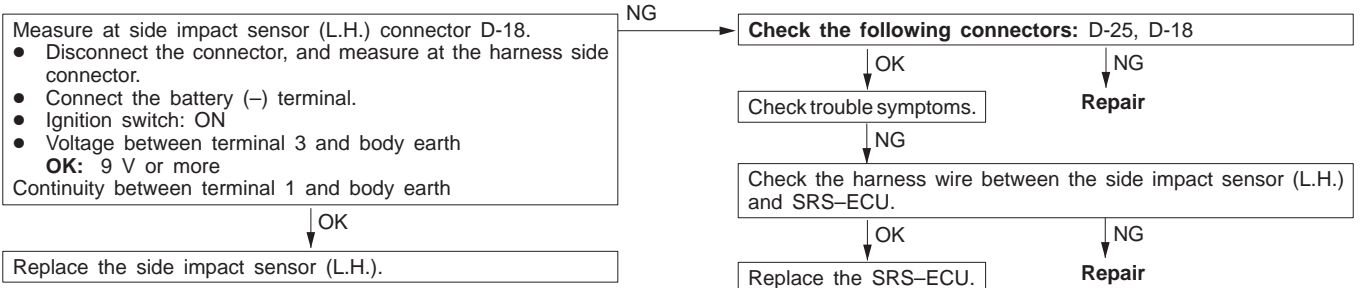 Measure at side impact sensor (L.H.) connector D-18.
● Disconnect the connector, and measure at the harness side
connector.
● Connect the battery (–) terminal.
● Ignition switch: ON
● Voltage between terminal 3 and body earth
OK: 9 V or more
Continuity between terminal 1 and body earth
OK
Replace the side impact sensor (L.H.).
NG
Check the following connectors: D-25, D-18
OK
NG
Check trouble symptoms.
Repair
NG
Check the harness wire between the side impact sensor (L.H.)
and SRS–ECU.
OK
NG
Replace the SRS–ECU.
Repair